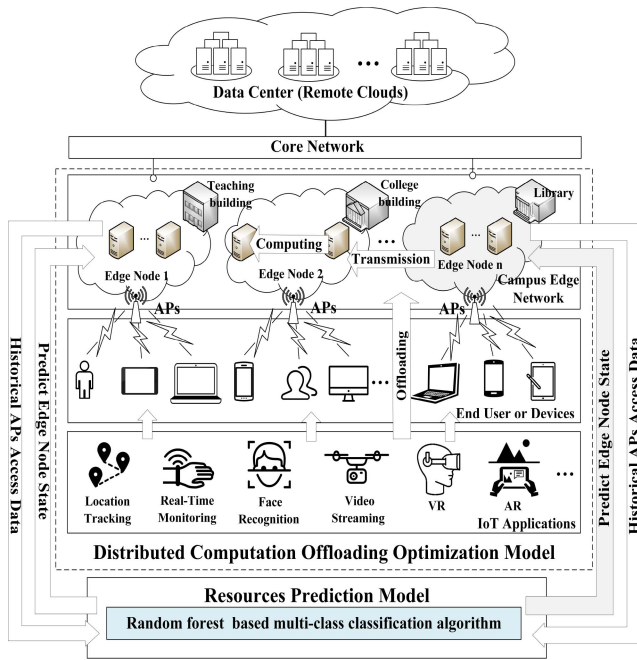 Data Center (Remote Clouds)
Core Network
Teaching
building
College
building
Library
...
Computing
Transmission
...
Edge Node 1
Edge Node 2
Edge Node n
Campus Edge
Network
APs
APs
APs
Historical APs Access Data
Predict Edge Node State
Offloading
Predict Edge Node State
Historical APs Access Data
End User or Devices
Location
Tracking
Real-Time
Monitoring
Face
Recognition
Video
Streaming
VR
AR
IoT Applications
Distributed Computation Offloading Optimization Model
Resources Prediction Model
Random forest based multi-class classification algorithm